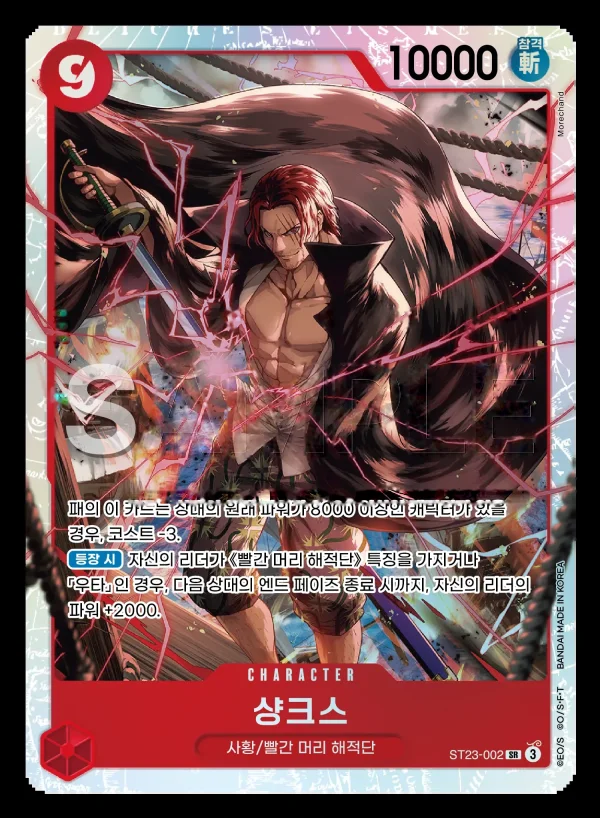 9
10000
참격
斬
Morechand
SAMPLE
패의 이 카드는 상대의 원래 파워가 8000 이상인 캐릭터가 있을
경우, 코스트 -3.
등장 시 자신의 리더가 《빨간 머리 해적단》 특징을 가지거나
「우타」인 경우, 다음 상대의 엔드 페이즈 종료 시까지, 자신의 리더의
파워 +2000.
CHARACTER
샹크스
사황/빨간 머리 해적단
ST23-002 SR 3
©EO/S ©O/S·F·T BANDAI MADE IN KOREA